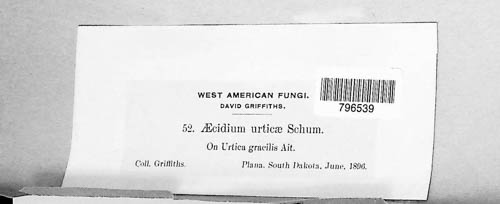 WEST AMERICAN FUNGI.
DAVID GRIFFITHS.
796539
52. Æcidium urticæ Schum.
On Urtica gracilis Ait.
Coll. Griffiths. Plana, South Dakota, June, 1896.